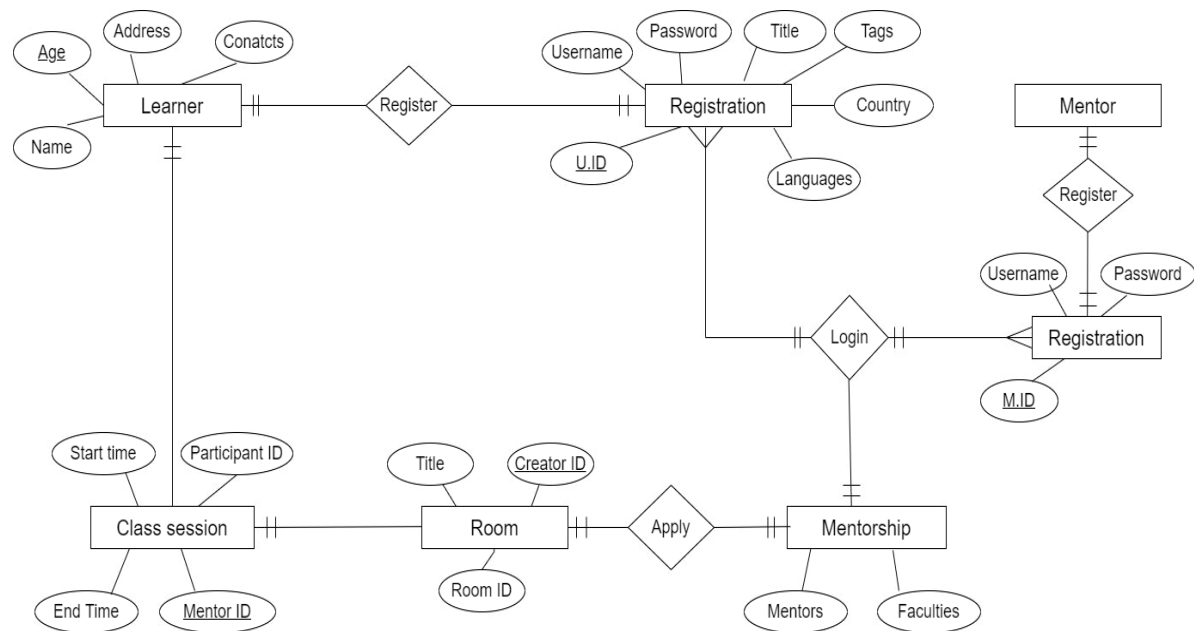 Address
Age
Conatcts
Learner
Name
Register
Username
Password
Title
Tags
Registration
Country
U.ID
Languages
Mentor
Register
Username
Password
Registration
M.ID
Login
Start time
Participant ID
Class session
End Time
Mentor ID
Title
Creator ID
Room
Room ID
Apply
Mentorship
Mentors
Faculties